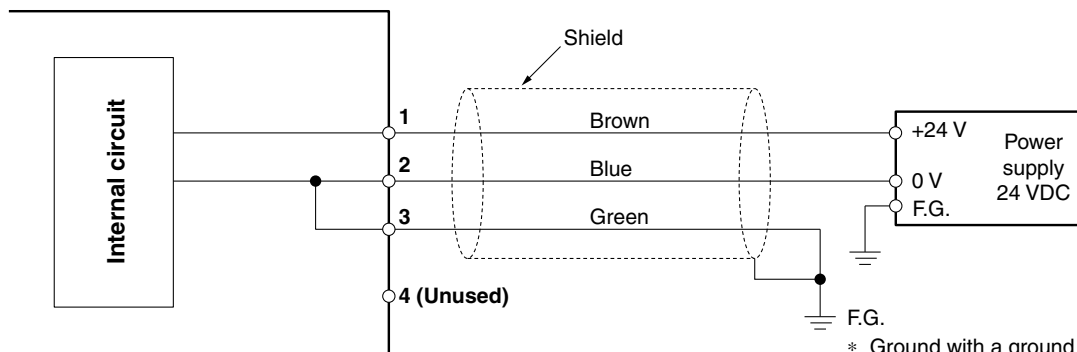 Shield
Internal circuit
1
Brown
+24 V
Power
supply
24 VDC
2
Blue
0 V
F.G.
3
Green
4 (Unused)
F.G.
* Ground with a ground